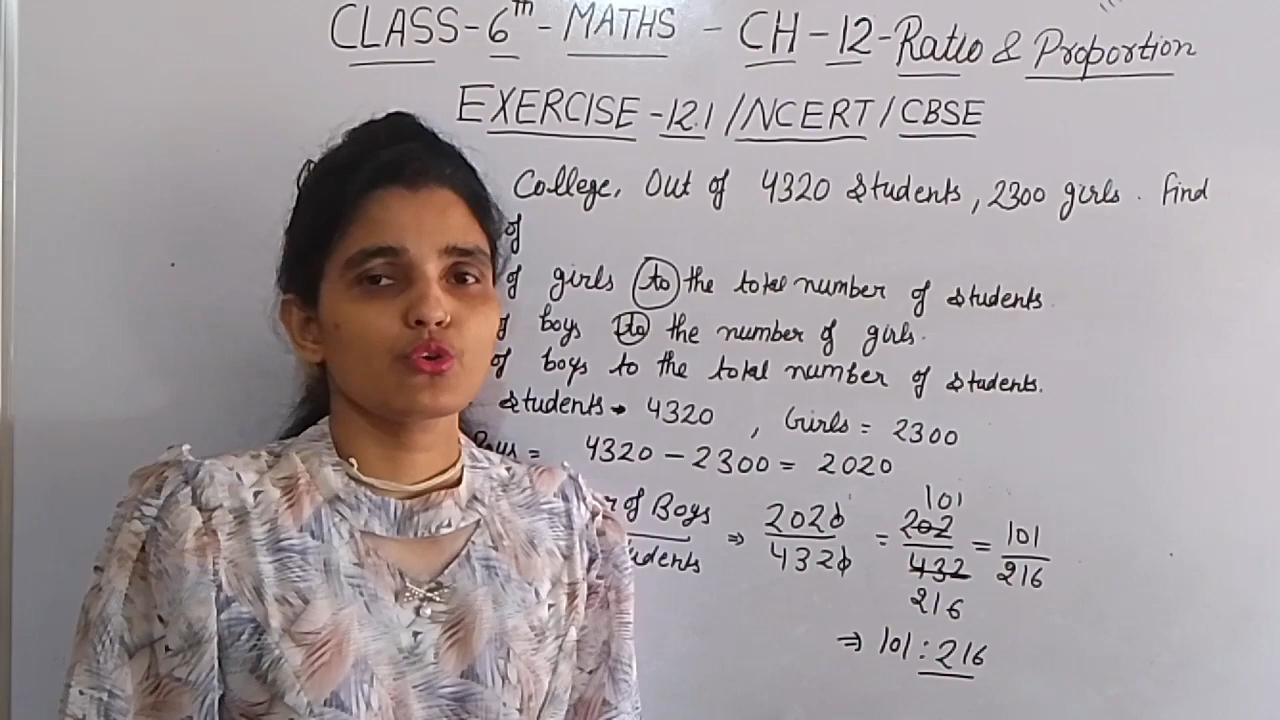 CLASS-6th-MATHS - CH-12-Ratio & Proportion
EXERCISE-12.1/NCERT/CBSE
College, Out of 4320 students, 2300 girls. Find
of
of girls to the total number of students.
of boys to the number of girls.
of boys to the total number of students.
students → 4320, Girls = 2300
Boys = 4320 - 2300 = 2020
of Boys ⇒ 2020/4320 = 202/432 = 101/216
101
216
⇒ 101:216